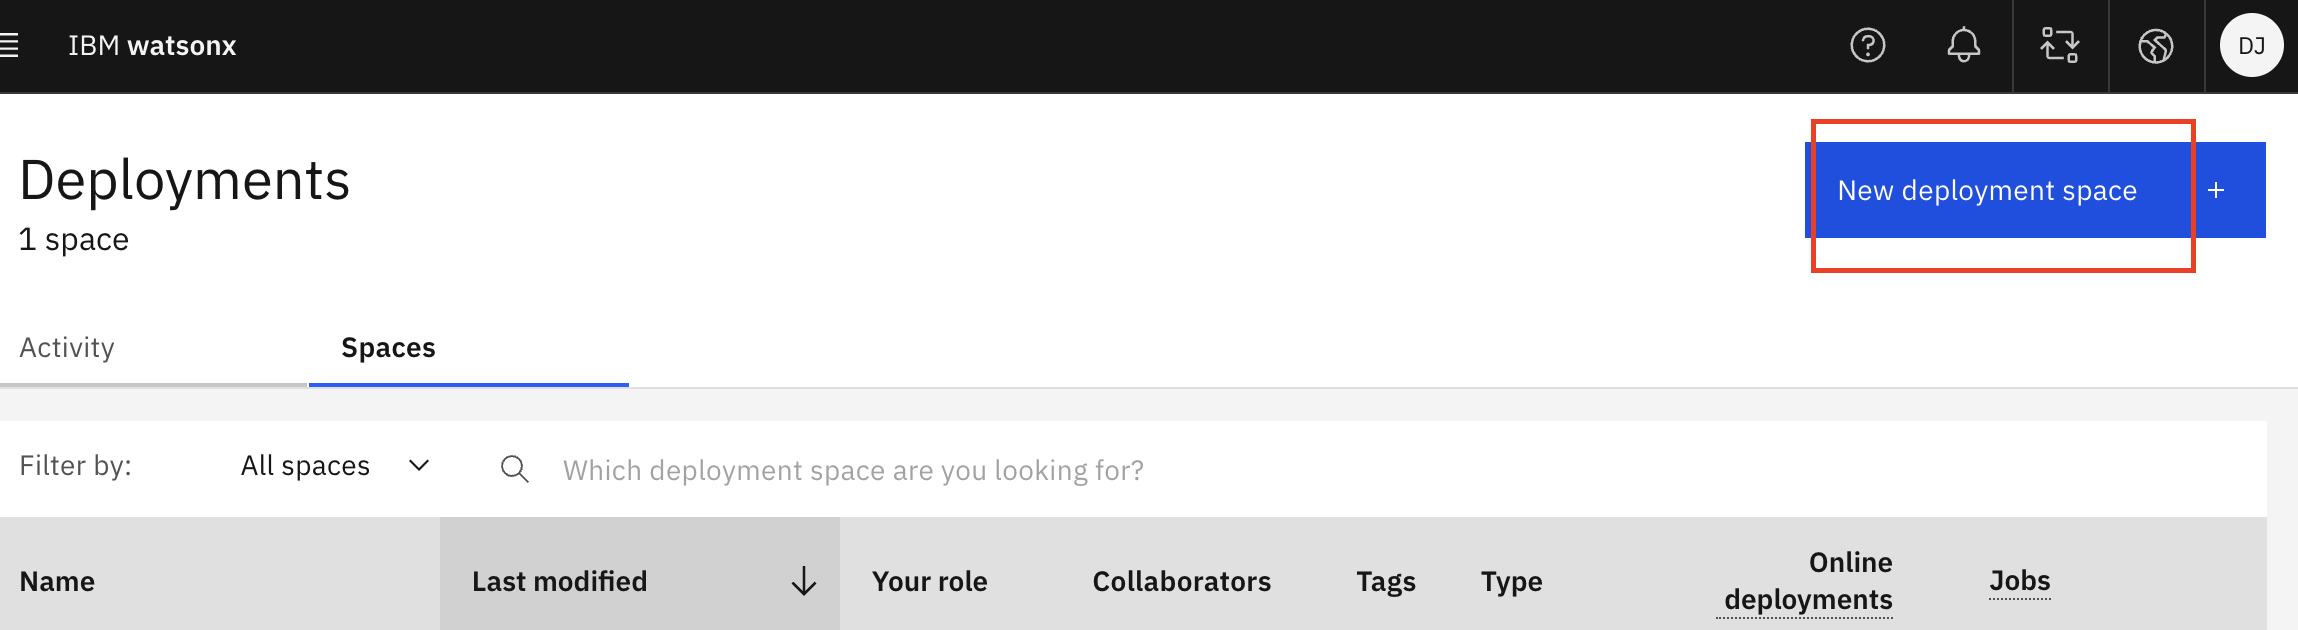 IBM watsonx
DJ
Deployments
1 space
New deployment space +
Activity
Spaces
Filter by:
All spaces
Which deployment space are you looking for?
Name
Last modified
Your role
Collaborators
Tags
Type
Online
deployments
Jobs